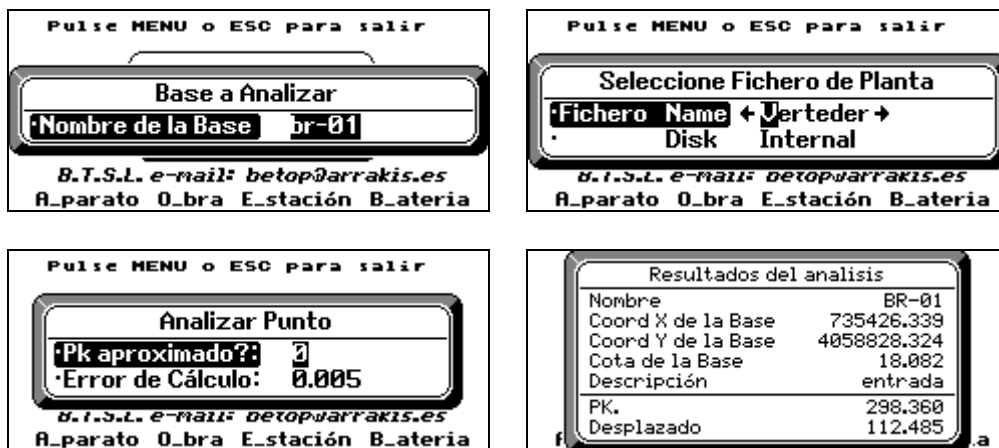 Pulse MENU o ESC para salir
Base a Analizar
·Nombre de la Base br-01
B.T.S.L. e-mail: betop@arrakis.es
A_parato O_bra E_stación B_ateria
Pulse MENU o ESC para salir
Seleccione Fichero de Planta
·Fichero Name ←Verteder→
· Disk Internal
B.T.S.L. e-mail: betop@arrakis.es
A_parato O_bra E_stación B_ateria
Pulse MENU o ESC para salir
Analizar Punto
·Pk aproximado?: 0
·Error de Cálculo: 0.005
B.T.S.L. e-mail: betop@arrakis.es
A_parato O_bra E_stación B_ateria
Resultados del analisis
Nombre BR-01
Coord X de la Base 735426.339
Coord Y de la Base 4058828.324
Cota de la Base 18.082
Descripción entrada
PK. 298.360
Desplazado 112.485